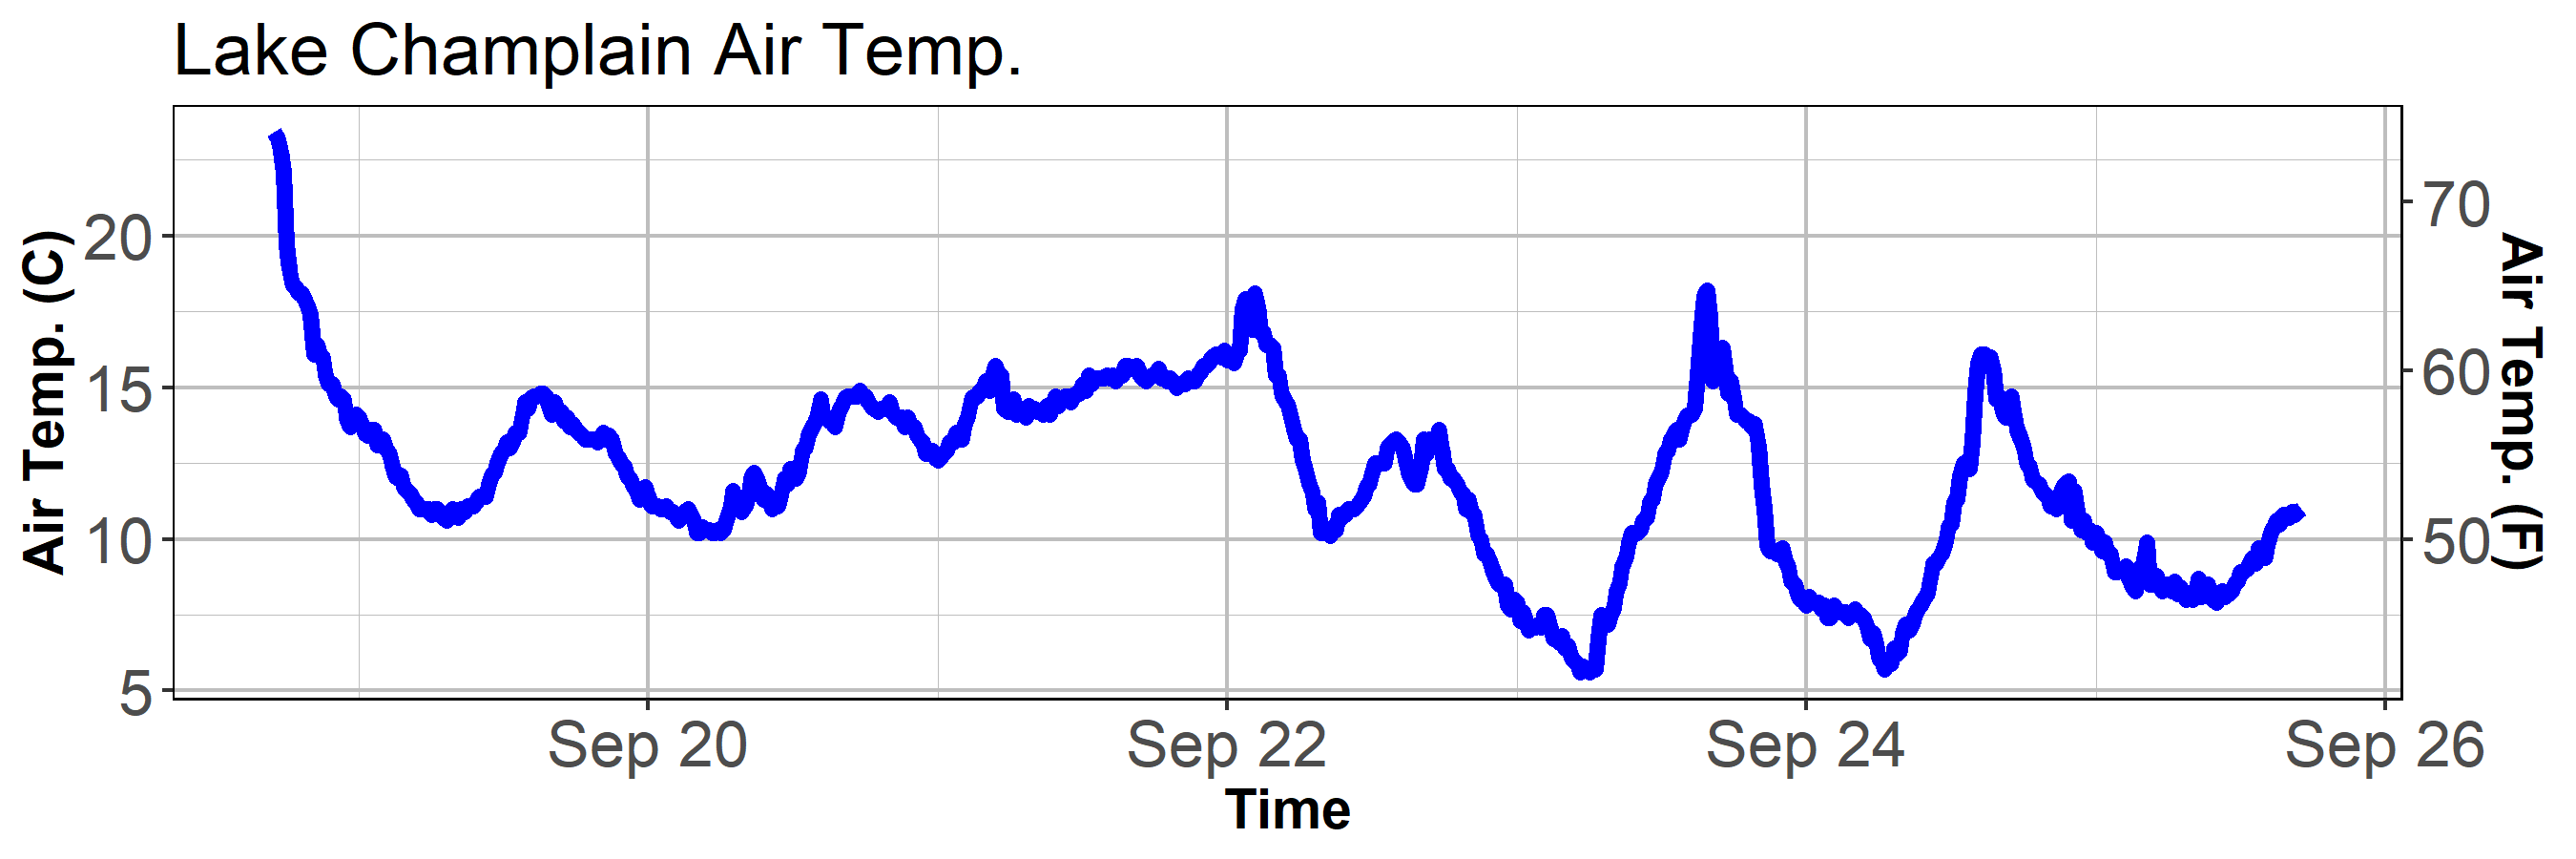 Lake Champlain Air Temp.
Air Temp. (C)
20
15
10
5
70
60
50
Air Temp. (F)
Sep 20 Sep 22 Sep 24 Sep 26
Time